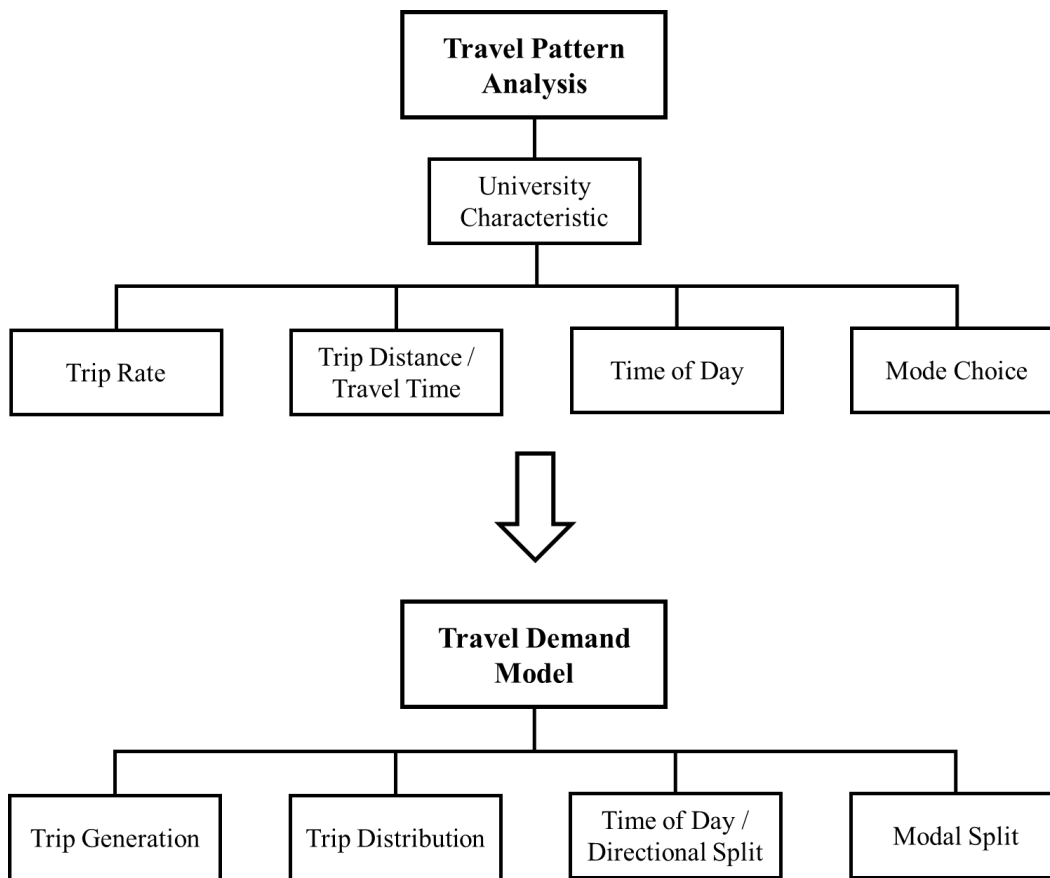 Travel Pattern
Analysis
University
Characteristic
Trip Rate
Trip Distance /
Travel Time
Time of Day
Mode Choice
Travel Demand
Model
Trip Generation
Trip Distribution
Time of Day /
Directional Split
Modal Split